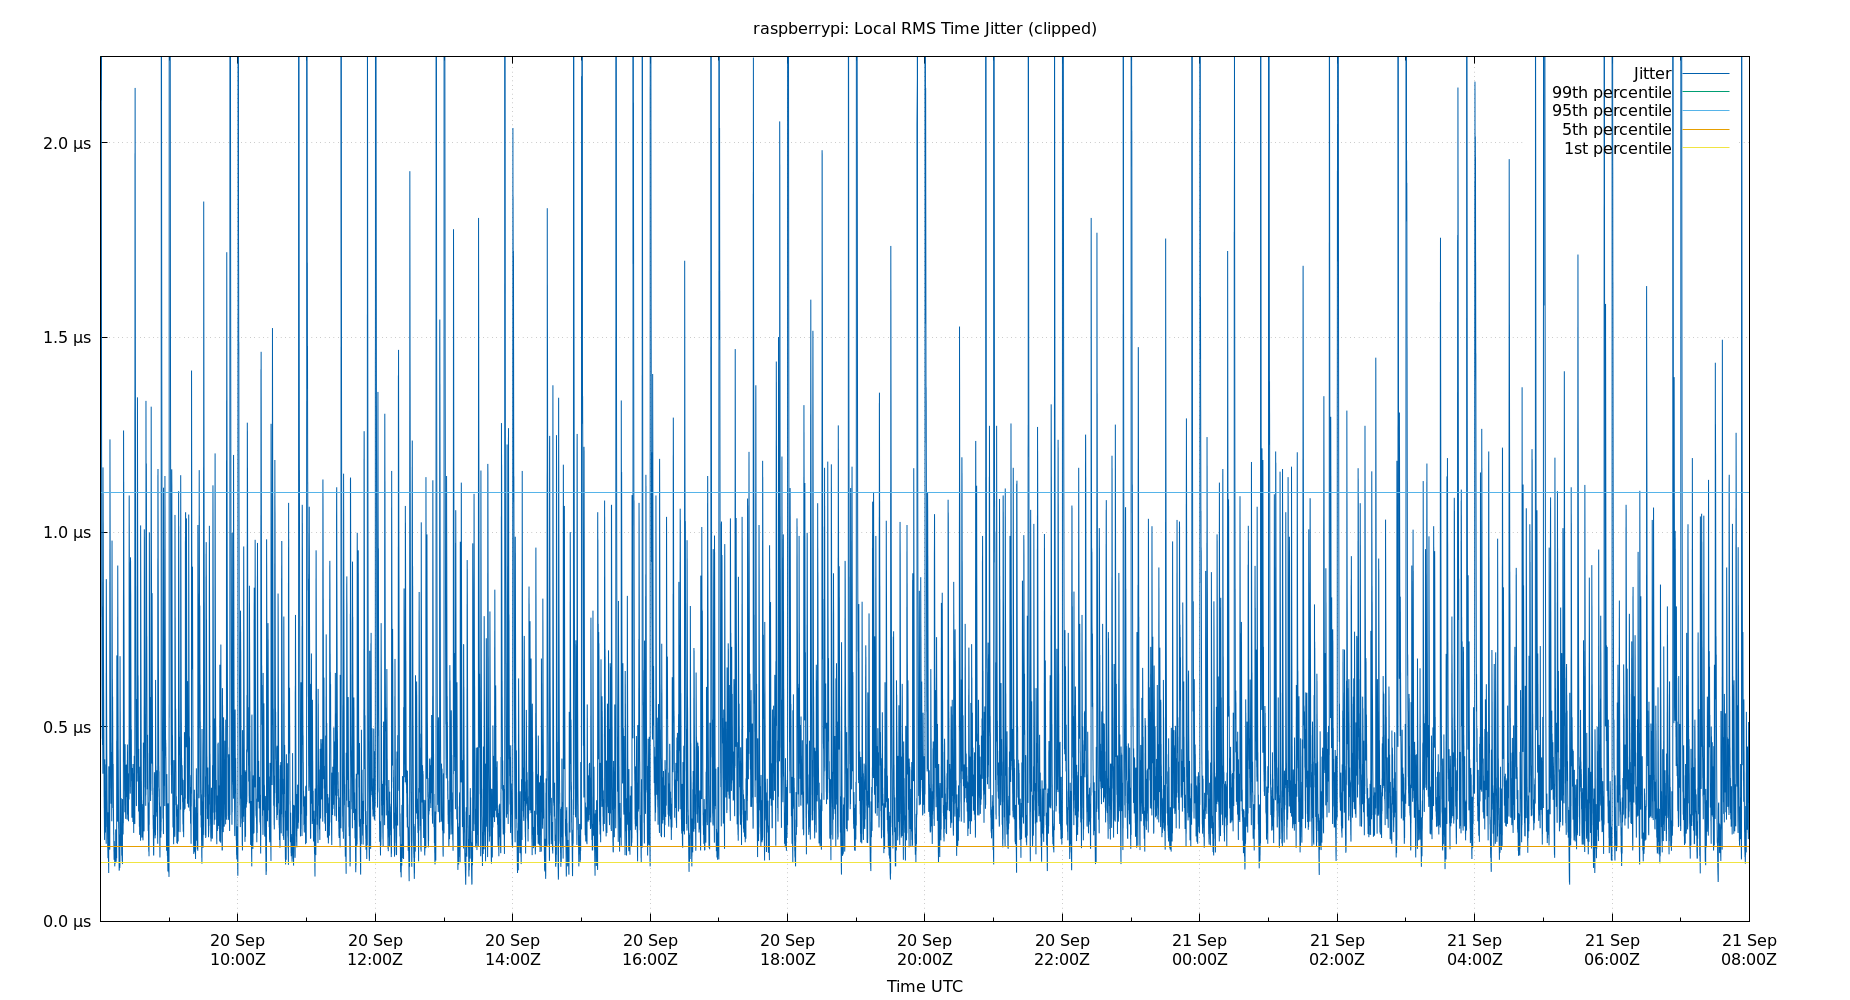 raspberrypi: Local RMS Time Jitter (clipped)
Jitter
99th percentile
95th percentile
5th percentile
1st percentile
2.0 µs
1.5 µs
1.0 µs
0.5 µs
0.0 µs
20 Sep 20 Sep 20 Sep 20 Sep 20 Sep 20 Sep 20 Sep 21 Sep 21 Sep 21 Sep 21 Sep 21 Sep
10:00Z 12:00Z 14:00Z 16:00Z 18:00Z 20:00Z 22:00Z 00:00Z 02:00Z 04:00Z 06:00Z 08:00Z
Time UTC